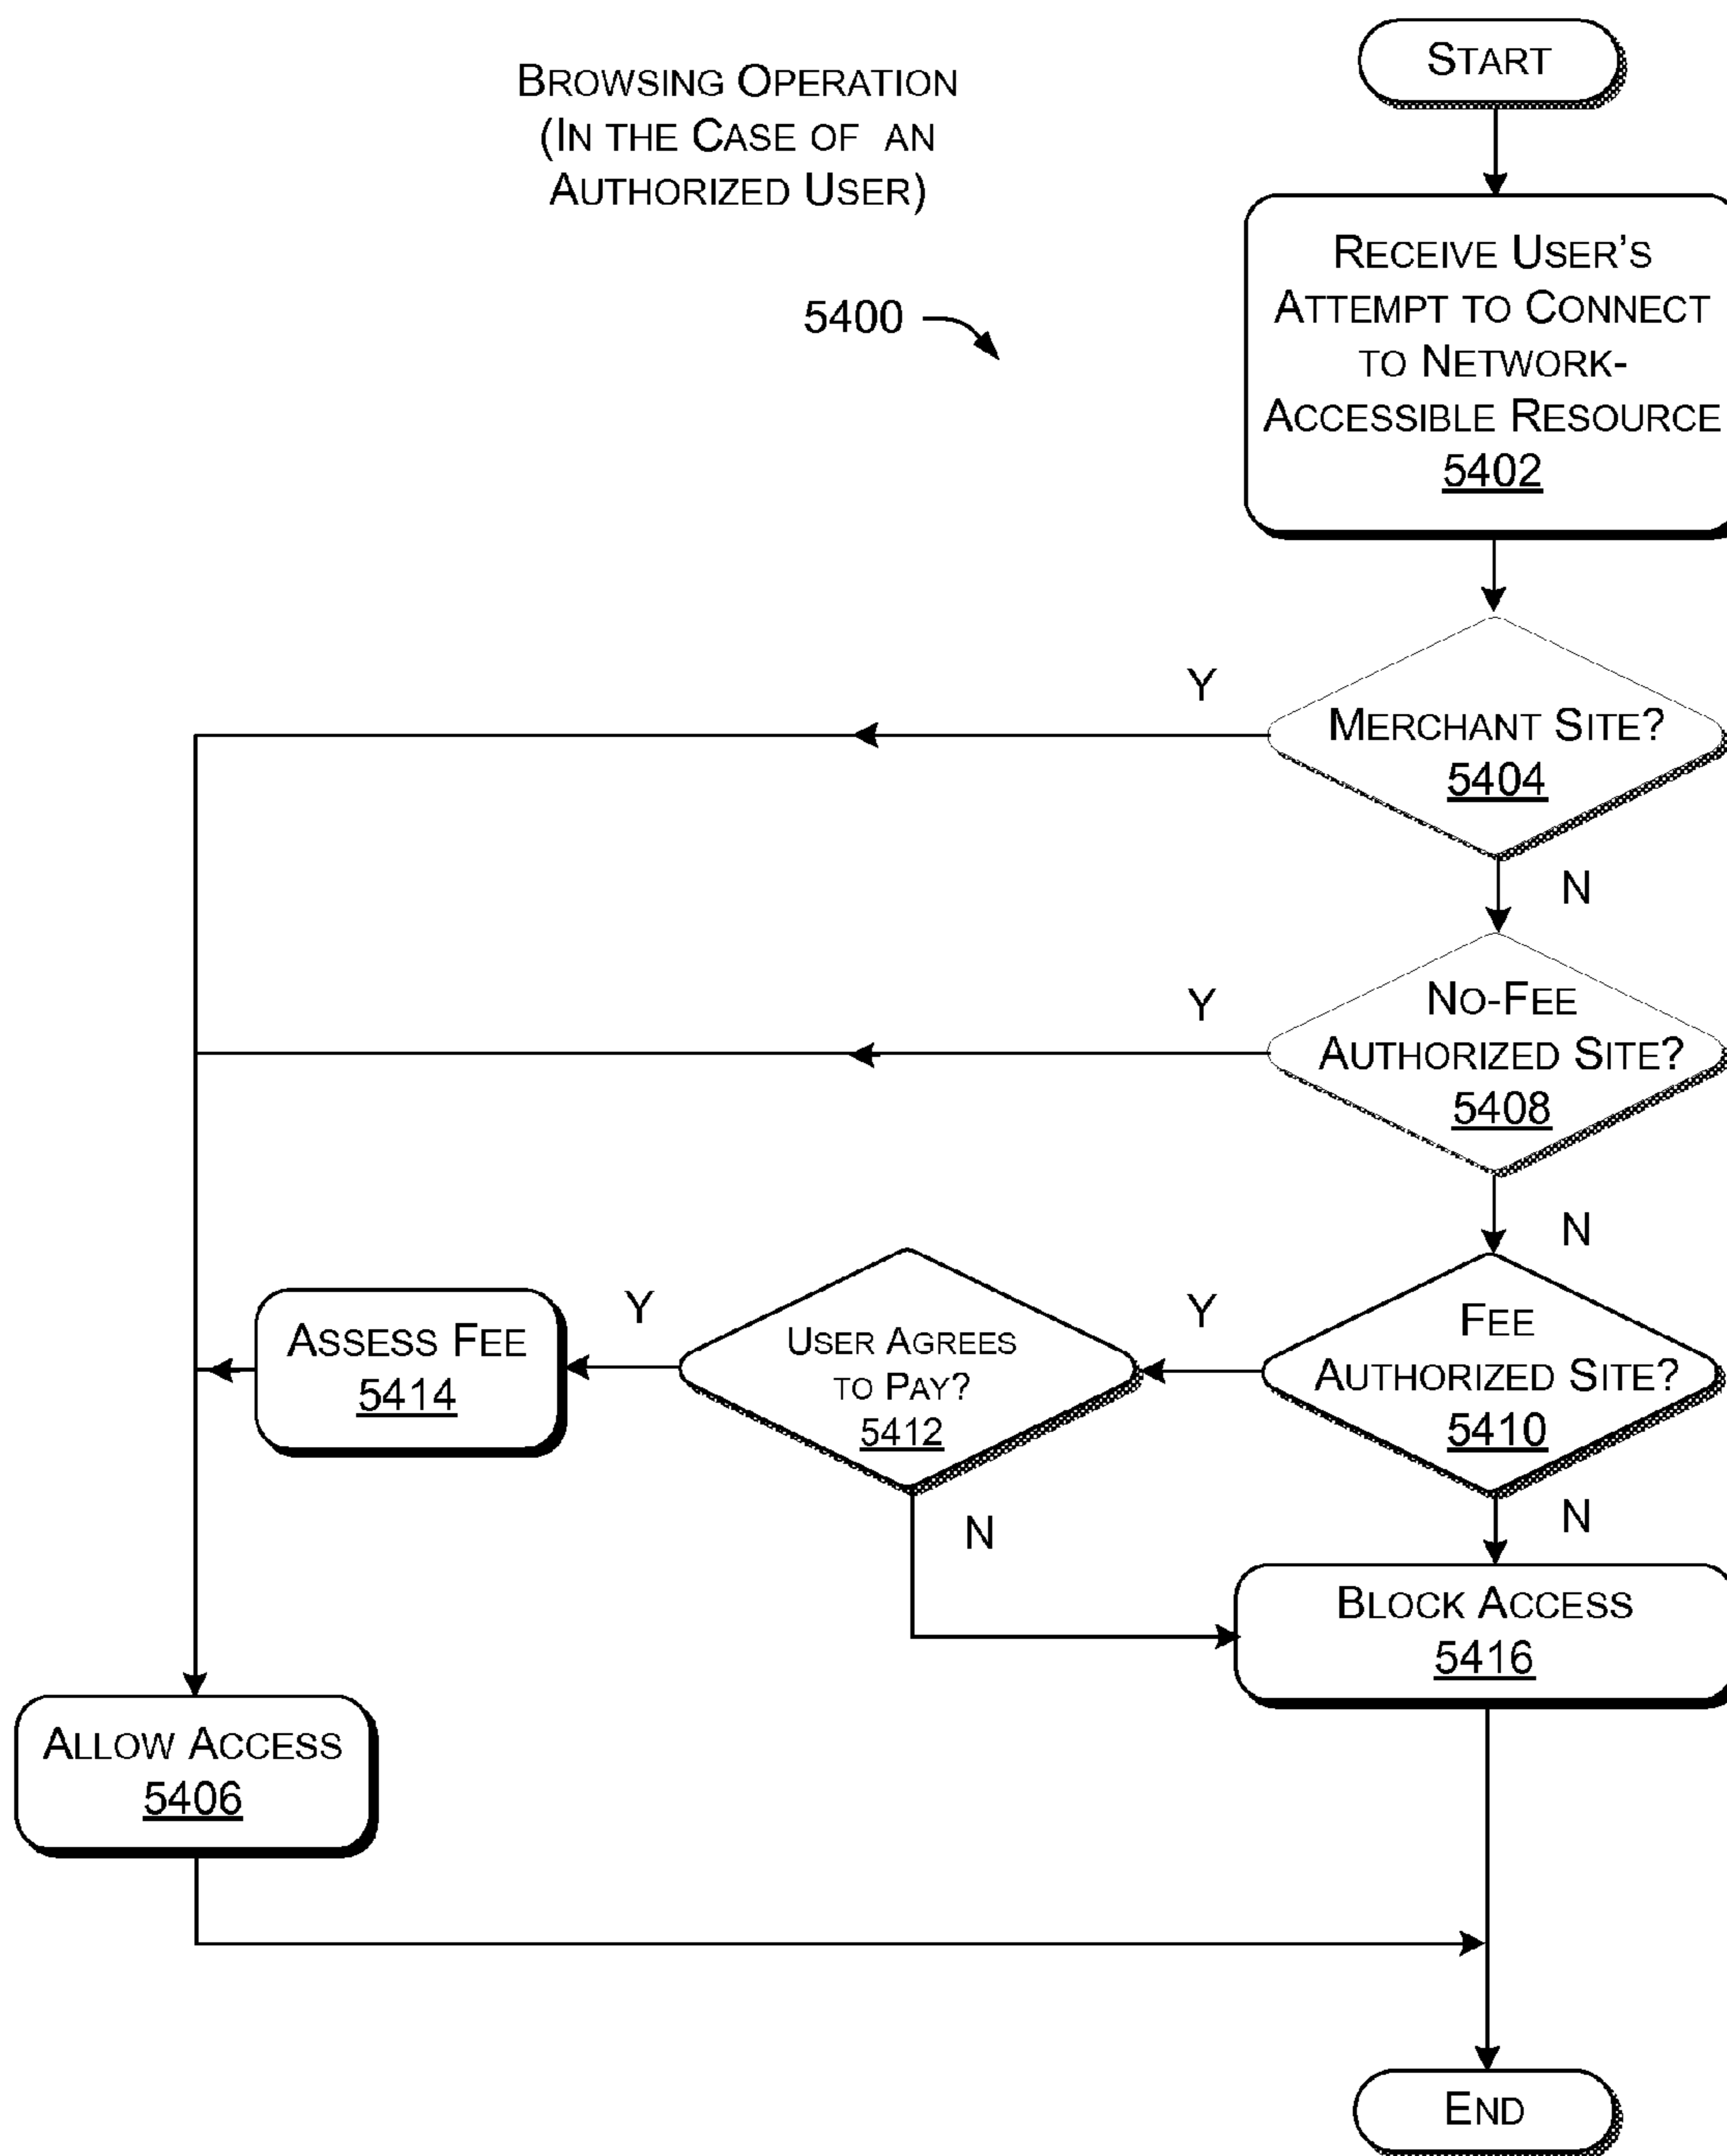 START
BROWSING OPERATION
(IN THE CASE OF AN
AUTHORIZED USER)
5400
RECEIVE USER'S
ATTEMPT TO CONNECT
TO NETWORK-
ACCESSIBLE RESOURCE
5402
Y
MERCHANT SITE?
5404
N
Y
NO-FEE
AUTHORIZED SITE?
5408
N
ASSESS FEE
5414
Y
USER AGREES
TO PAY?
5412
Y
FEE
AUTHORIZED SITE?
5410
N
N
BLOCK ACCESS
5416
ALLOW ACCESS
5406
END